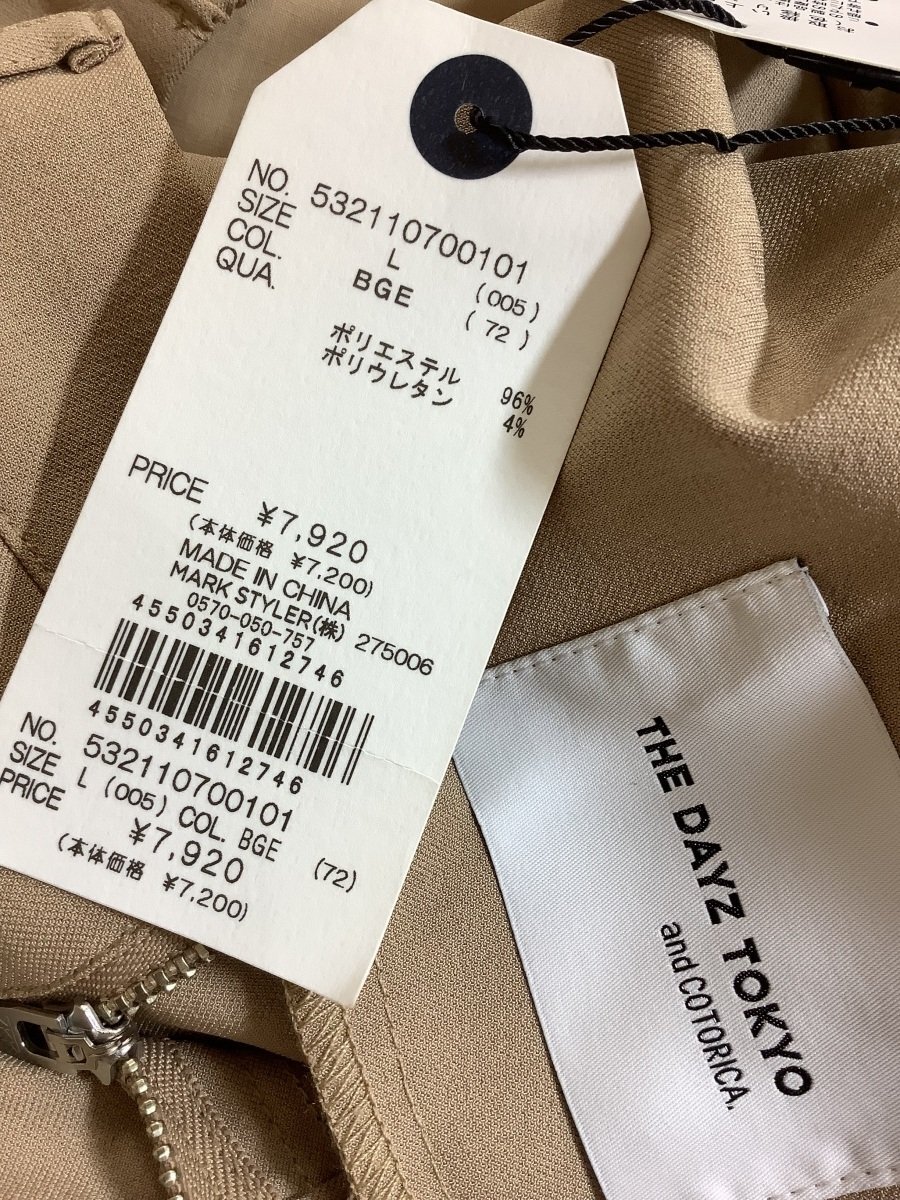 NO. 532110700101
SIZE L (005)
COL. BGE (72)
QUA.
ポリエステル 96%
ポリウレタン 4%
PRICE ¥7,920
(本体価格 ¥7,200)
MADE IN CHINA
MARK STYLER(株) 275006
0570-050-757
4550341612746
4550341612746
NO. 532110700101
SIZE L (005) COL. BGE (72)
PRICE ¥7,920
(本体価格 ¥7,200)
THE DAYZ TOKYO
and COTORICA.